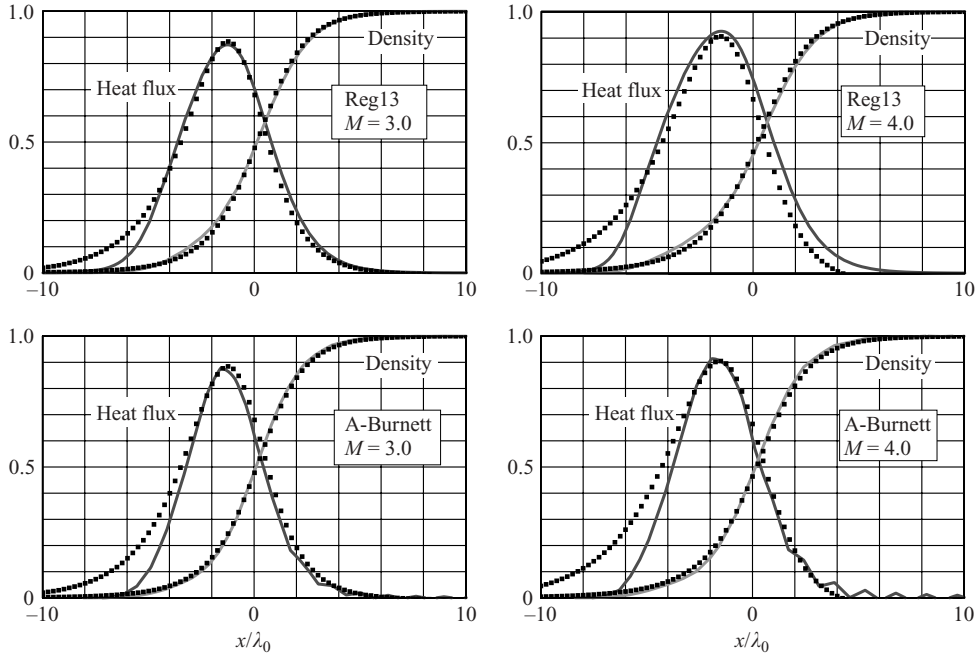 1.0
Density
Heat flux
Reg13
M = 3.0
0.5
0
−10
0
10
1.0
Density
Heat flux
Reg13
M = 4.0
0.5
0
−10
0
10
1.0
Density
Heat flux
A-Burnett
M = 3.0
0.5
0
−10
0
10
x/λ0
1.0
Density
Heat flux
A-Burnett
M = 4.0
0.5
0
−10
0
10
x/λ0